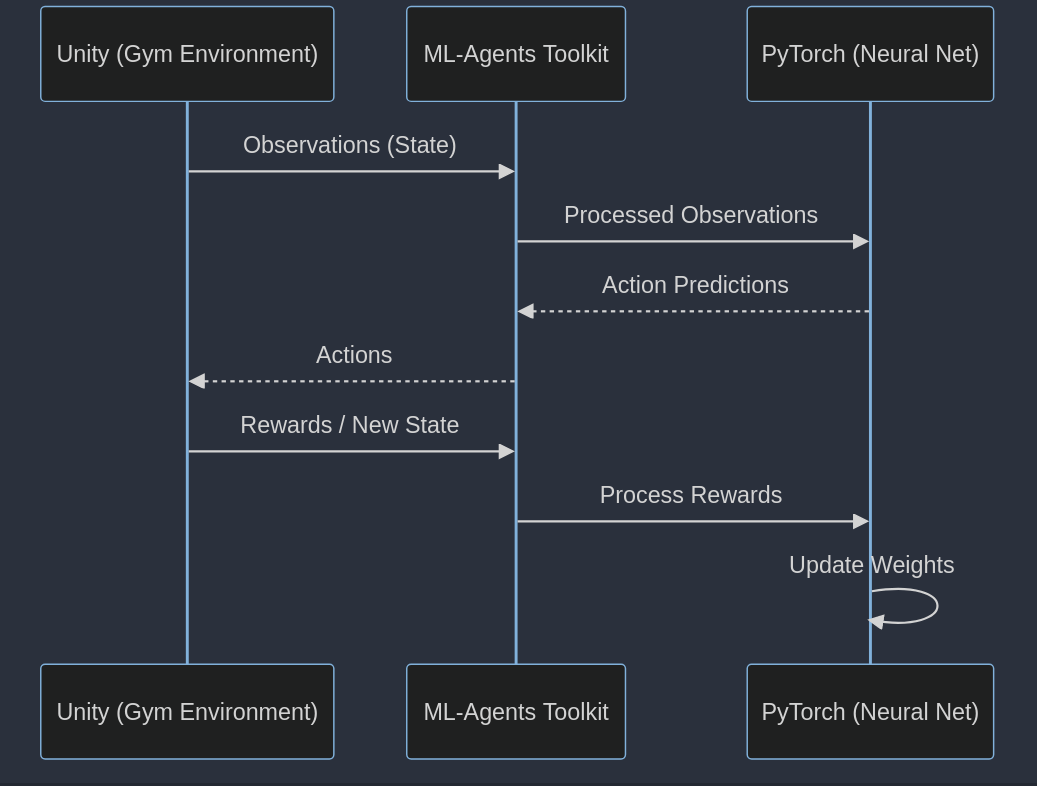 Unity (Gym Environment)
ML-Agents Toolkit
PyTorch (Neural Net)
Observations (State)
Processed Observations
Action Predictions
Actions
Rewards / New State
Process Rewards
Update Weights
Unity (Gym Environment)
ML-Agents Toolkit
PyTorch (Neural Net)